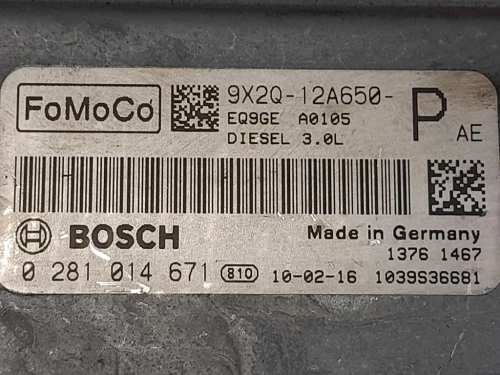 FoMoCo
9X2Q-12A650-
P AE
EQ9GE A0105
DIESEL 3.0L
BOSCH
Made in Germany
1376 1467
0 281 014 671 810 10-02-16 1039S36681